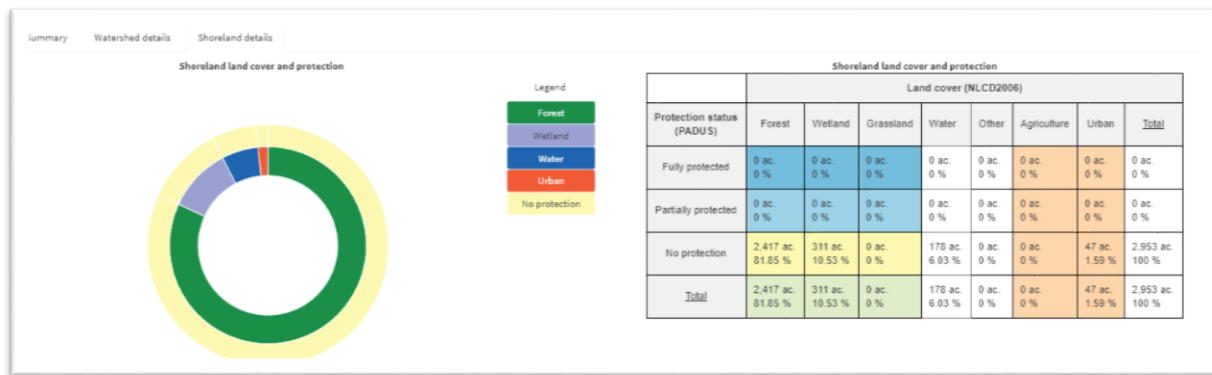 Summary Watershed details Shoreland details
Shoreland land cover and protection
Legend
Forest
Wetland
Water
Urban
No protection
Shoreland land cover and protection
Land cover (NLCD2006)
Protection status (PADUS) Forest Wetland Grassland Water Other Agriculture Urban Total
Fully protected 0 ac. 0 ac. 0 ac. 0 ac. 0 ac. 0 ac. 0 ac. 0 ac.
0 % 0 % 0 % 0 % 0 % 0 % 0 % 0 %
Partially protected 0 ac. 0 ac. 0 ac. 0 ac. 0 ac. 0 ac. 0 ac. 0 ac.
0 % 0 % 0 % 0 % 0 % 0 % 0 % 0 %
No protection 2,417 ac. 311 ac. 0 ac. 178 ac. 0 ac. 0 ac. 47 ac. 2,953 ac.
81.85 % 10.53 % 0 % 6.03 % 0 % 0 % 1.59 % 100 %
Total 2,417 ac. 311 ac. 0 ac. 178 ac. 0 ac. 0 ac. 47 ac. 2,953 ac.
81.85 % 10.53 % 0 % 6.03 % 0 % 0 % 1.59 % 100 %